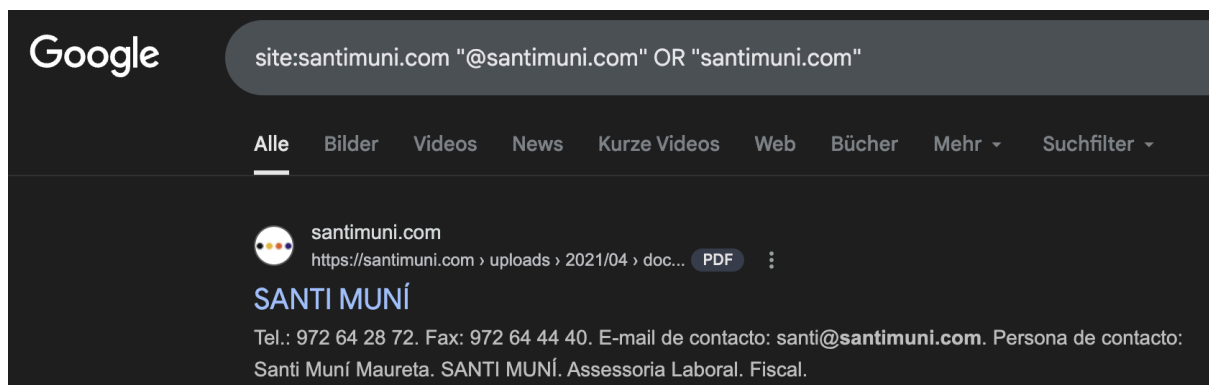 Google
site:santimuni.com "@santimuni.com" OR "santimuni.com"
Alle Bilder Videos News Kurze Videos Web Bücher Mehr Suchfilter
santimuni.com
https://santimuni.com › uploads › 2021/04 › doc... PDF
SANTI MUNÍ
Tel.: 972 64 28 72. Fax: 972 64 44 40. E-mail de contacto: santi@santimuni.com. Persona de contacto:
Santi Muní Maureta. SANTI MUNÍ. Assessoria Laboral. Fiscal.